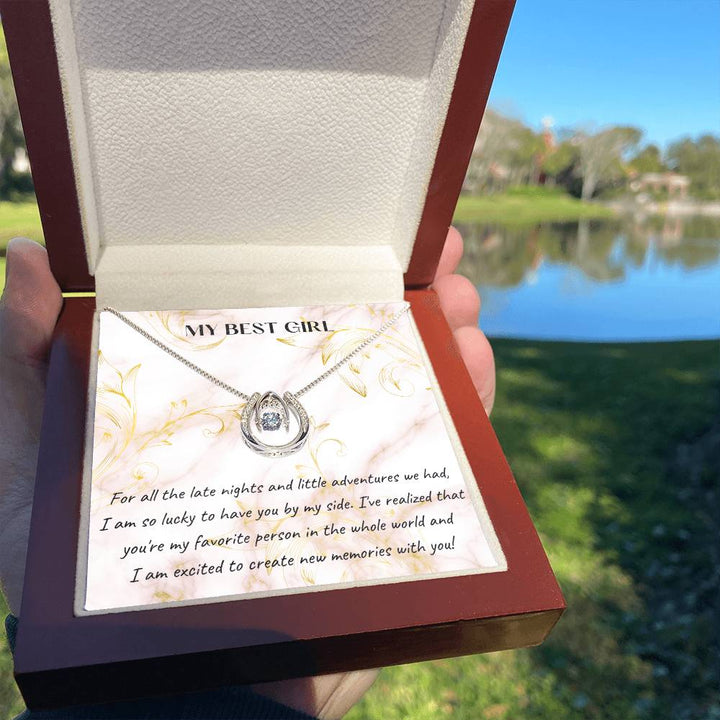 MY BEST GIRL
For all the late nights and little adventures we had,
I am so lucky to have you by my side. I've realized that
you're my favorite person in the whole world and
I am excited to create new memories with you!